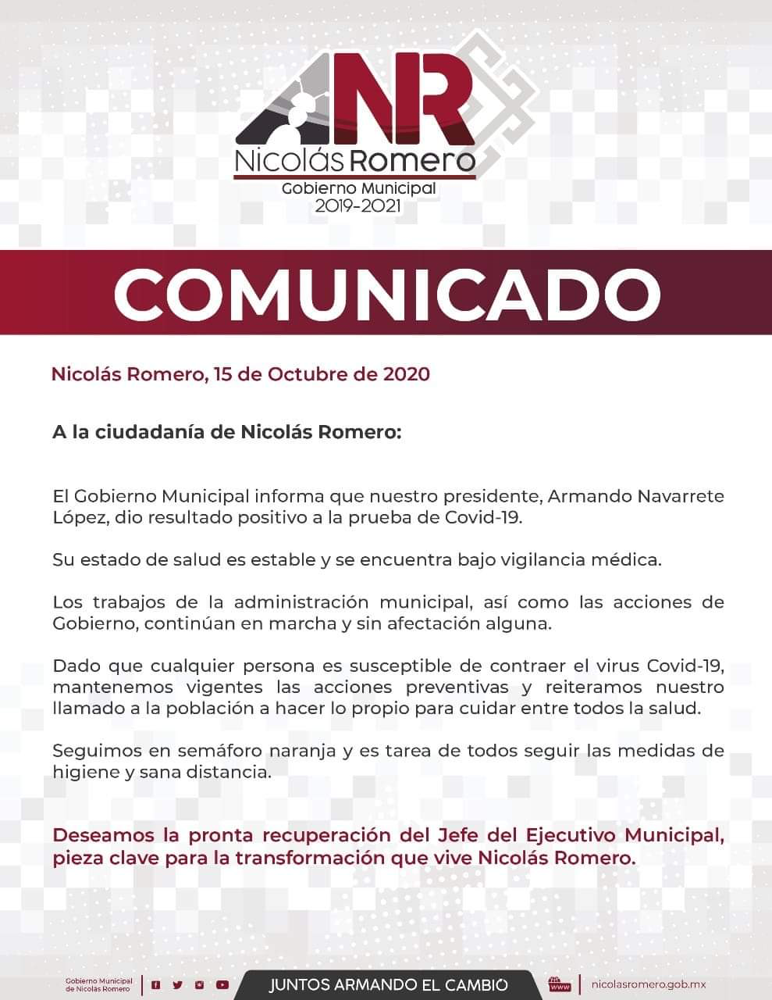 NR
Nicolás Romero
Gobierno Municipal
2019-2021
COMUNICADO
Nicolás Romero, 15 de Octubre de 2020
A la ciudadanía de Nicolás Romero:
El Gobierno Municipal informa que nuestro presidente, Armando Navarrete
López, dio resultado positivo a la prueba de Covid-19.
Su estado de salud es estable y se encuentra bajo vigilancia médica.
Los trabajos de la administración municipal, así como las acciones de
Gobierno, continúan en marcha y sin afectación alguna.
Dado que cualquier persona es susceptible de contraer el virus Covid-19,
mantenemos vigentes las acciones preventivas y reiteramos nuestro
llamado a la población a hacer lo propio para cuidar entre todos la salud.
Seguimos en semáforo naranja y es tarea de todos seguir las medidas de
higiene y sana distancia.
Deseamos la pronta recuperación del Jefe del Ejecutivo Municipal,
pieza clave para la transformación que vive Nicolás Romero.
Gobierno Municipal
de Nicolás Romero
JUNTOS ARMANDO EL CAMBIO
www
nicolasromero.gob.mx